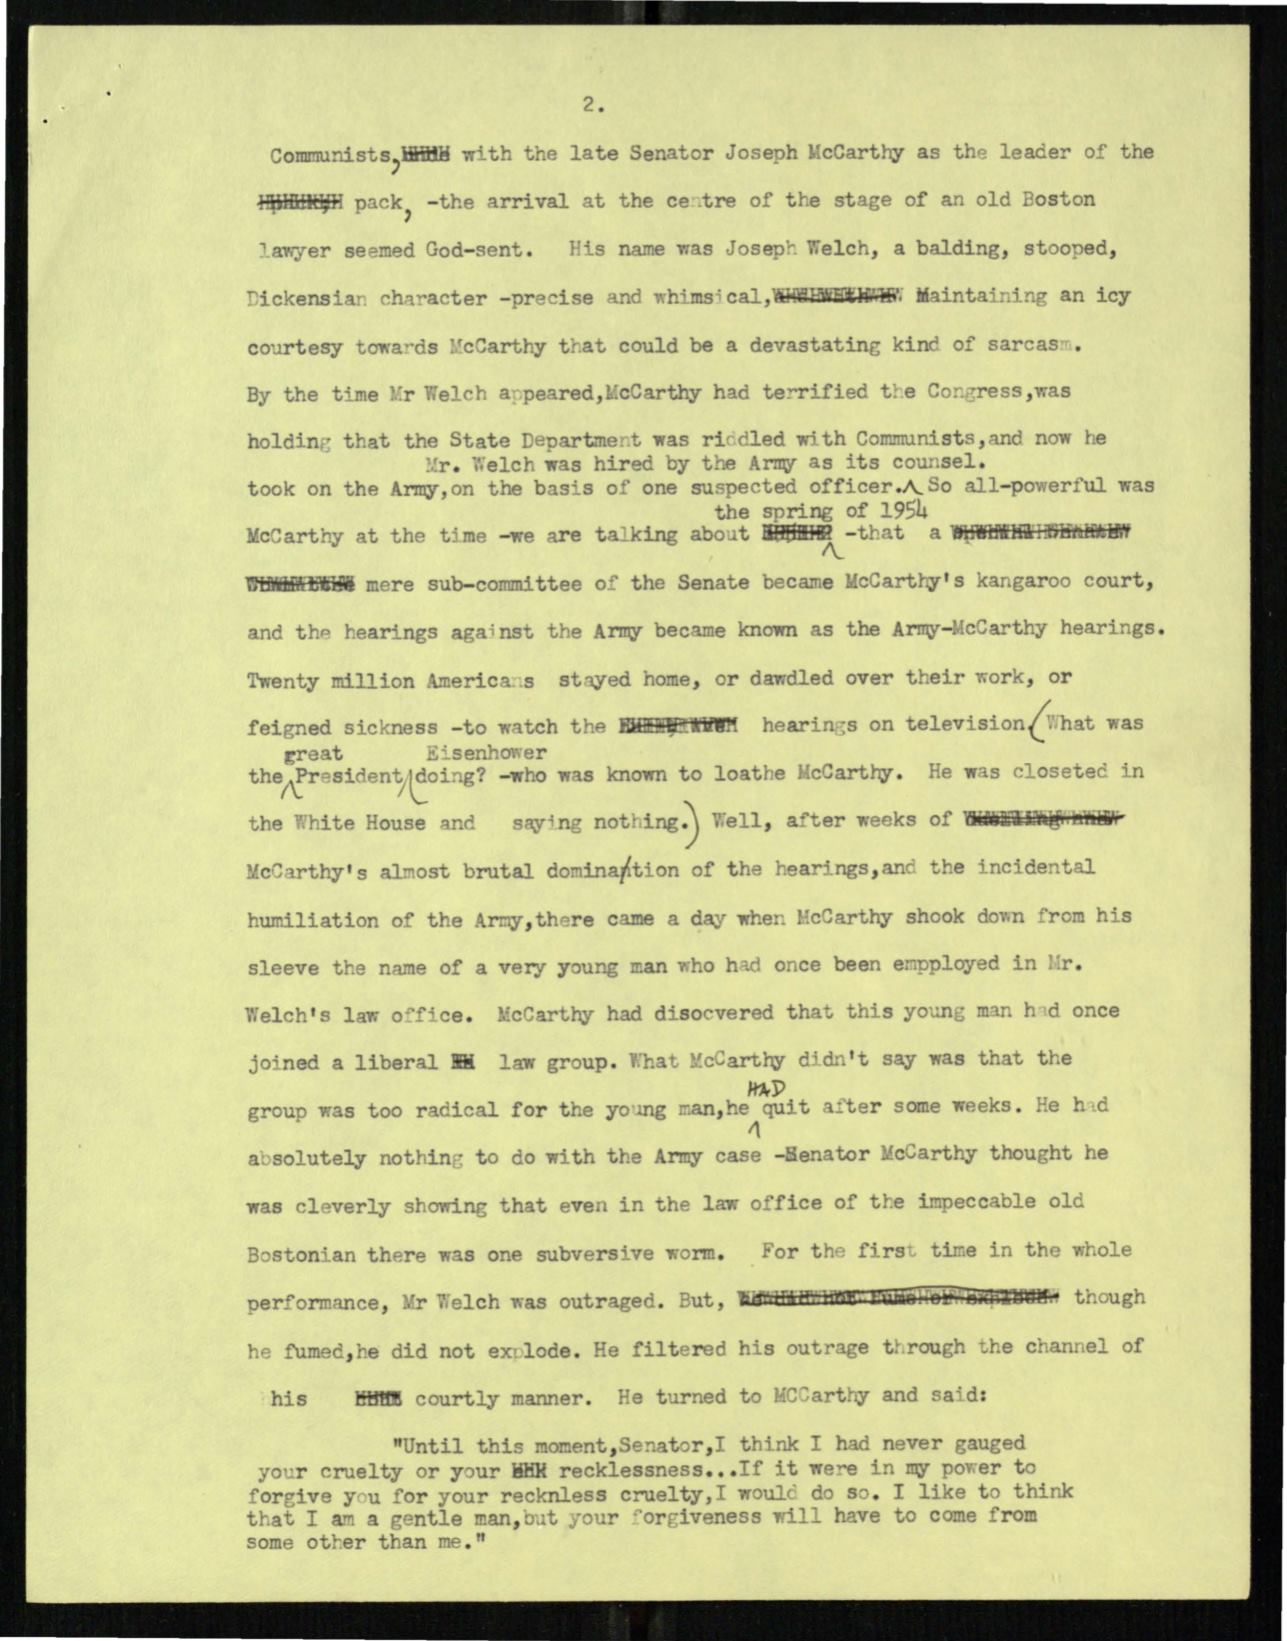 2.
Communists, with the late Senator Joseph McCarthy as the leader of the
pack, -the arrival at the centre of the stage of an old Boston
lawyer seemed God-sent. His name was Joseph Welch, a balding, stooped,
Dickensian character -precise and whimsical, Maintaining an icy
courtesy towards McCarthy that could be a devastating kind of sarcasm.
By the time Mr Welch appeared,McCarthy had terrified the Congress,was
holding that the State Department was riddled with Communists,and now he
Mr. Welch was hired by the Army as its counsel.
took on the Army,on the basis of one suspected officer. So all-powerful was
the spring of 1954
McCarthy at the time -we are talking about -that a
mere sub-committee of the Senate became McCarthy's kangaroo court,
and the hearings against the Army became known as the Army-McCarthy hearings.
Twenty million Americans stayed home, or dawdled over their work, or
feigned sickness -to watch the hearings on television.(What was
great Eisenhower
the President doing? -who was known to loathe McCarthy. He was closeted in
the White House and saying nothing.) Well, after weeks of
McCarthy's almost brutal domination of the hearings,and the incidental
humiliation of the Army,there came a day when McCarthy shook down from his
sleeve the name of a very young man who had once been empployed in Mr.
Welch's law office. McCarthy had disocvered that this young man had once
joined a liberal law group. What McCarthy didn't say was that the
HAD
group was too radical for the young man,he quit after some weeks. He had
absolutely nothing to do with the Army case -Senator McCarthy thought he
was cleverly showing that even in the law office of the impeccable old
Bostonian there was one subversive worm. For the first time in the whole
performance, Mr Welch was outraged. But, though
he fumed,he did not explode. He filtered his outrage through the channel of
his courtly manner. He turned to MCCarthy and said:
"Until this moment,Senator,I think I had never gauged
your cruelty or your recklessness...If it were in my power to
forgive you for your recknless cruelty,I would do so. I like to think
that I am a gentle man,but your forgiveness will have to come from
some other than me."